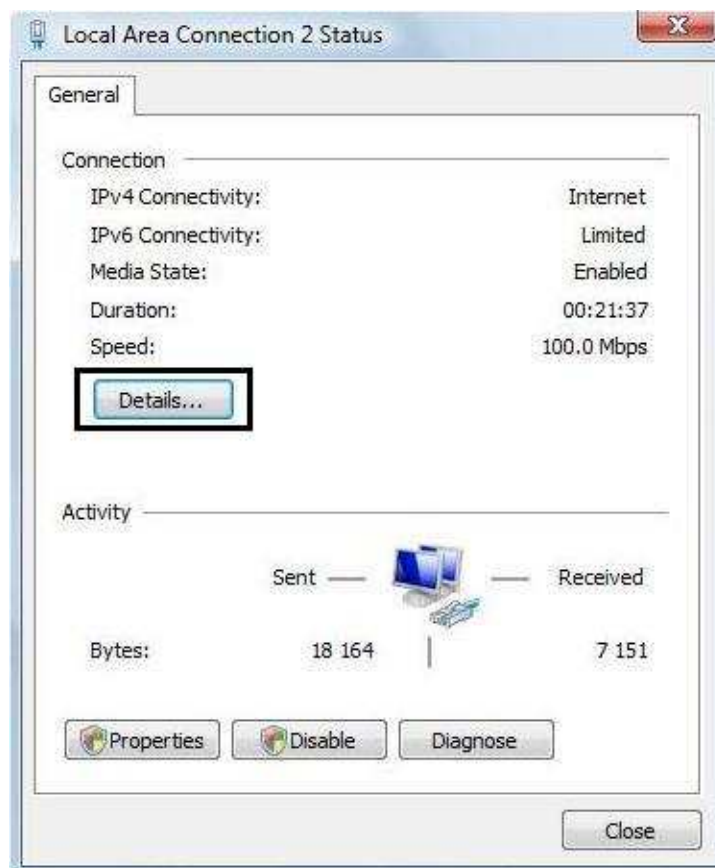 Local Area Connection 2 Status
General
Connection
IPv4 Connectivity: Internet
IPv6 Connectivity: Limited
Media State: Enabled
Duration: 00:21:37
Speed: 100.0 Mbps
Details...
Activity
Sent Received
Bytes: 18 164 7 151
Properties Disable Diagnose
Close